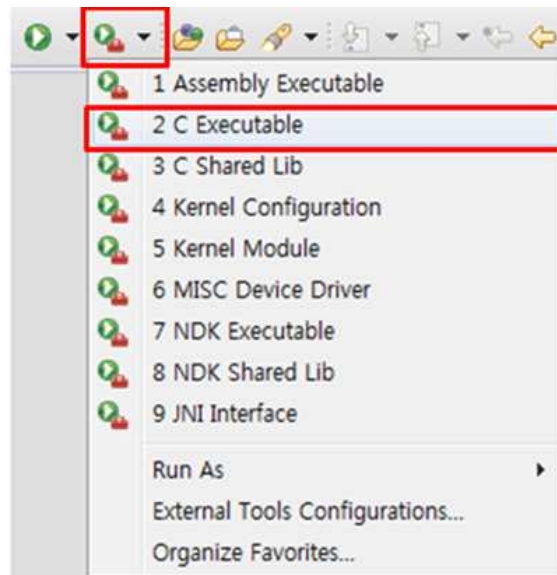 1 Assembly Executable
2 C Executable
3 C Shared Lib
4 Kernel Configuration
5 Kernel Module
6 MISC Device Driver
7 NDK Executable
8 NDK Shared Lib
9 JNI Interface
Run As
External Tools Configurations...
Organize Favorites...